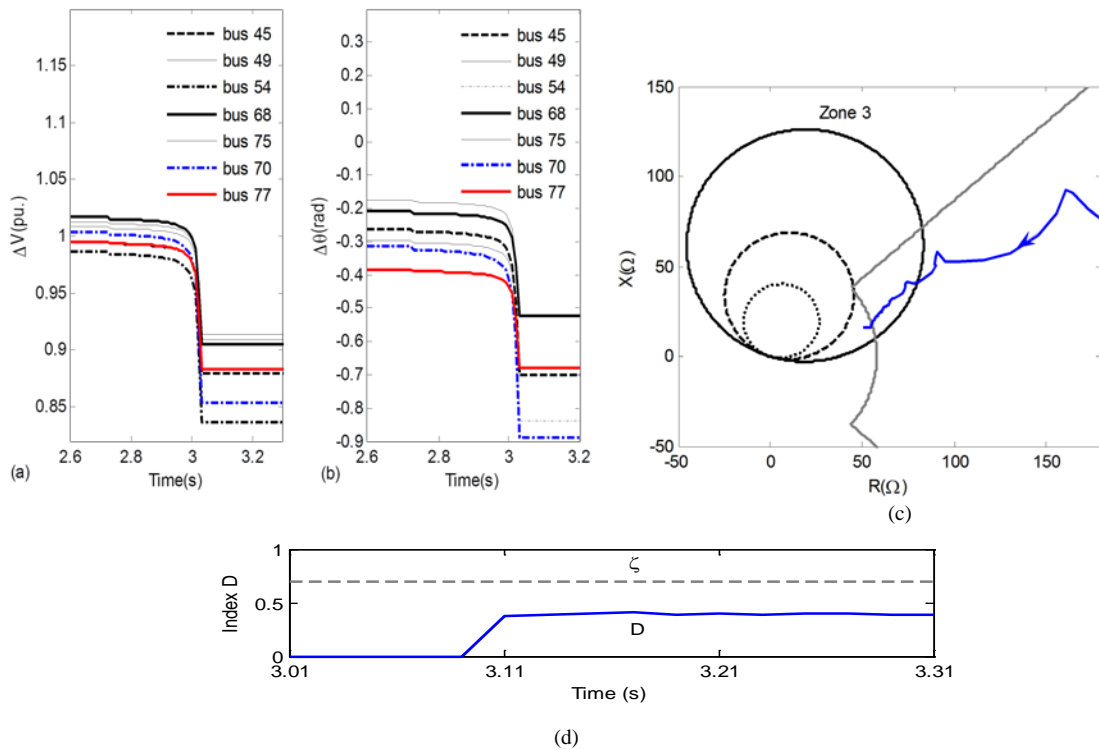 1.15
1.1
1.05
1
0.95
0.9
0.85
ΔV(pu.)
bus 45
bus 49
bus 54
bus 68
bus 75
bus 70
bus 77
2.6 2.8 3 3.2
Time(s)
(a)
0.3
0.2
0.1
0
-0.1
-0.2
-0.3
-0.4
-0.5
-0.6
-0.7
-0.8
-0.9
Δθ(rad)
bus 45
bus 49
bus 54
bus 68
bus 75
bus 70
bus 77
2.6 2.8 3 3.2
Time(s)
(b)
150
100
50
0
-50
X(Ω)
Zone 3
-50 0 50 100 150
R(Ω)
(c)
1
0.5
0
Index D
ζ
D
3.01 3.11 3.21 3.31
Time (s)
(d)